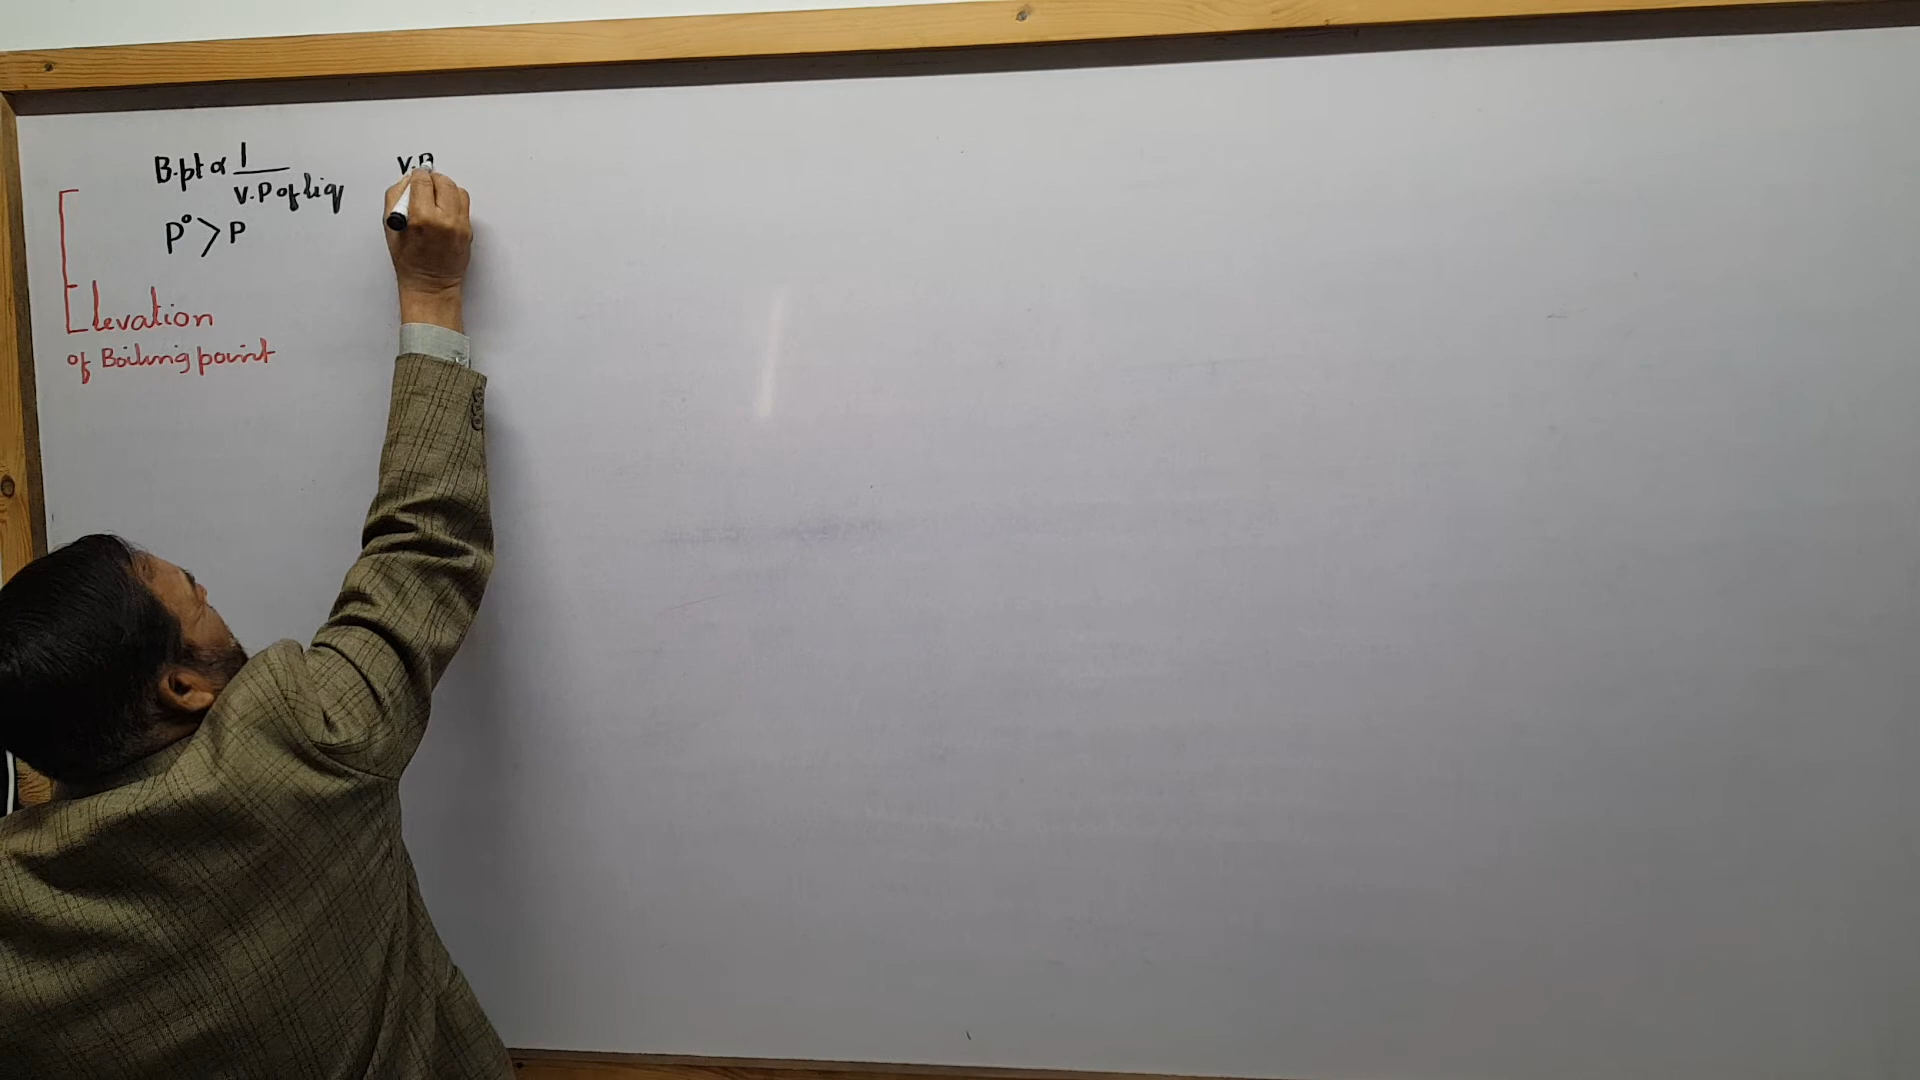 B.pt ∝ 1 / V.P of liq
V.P
P° > P
Elevation
of Boiling point